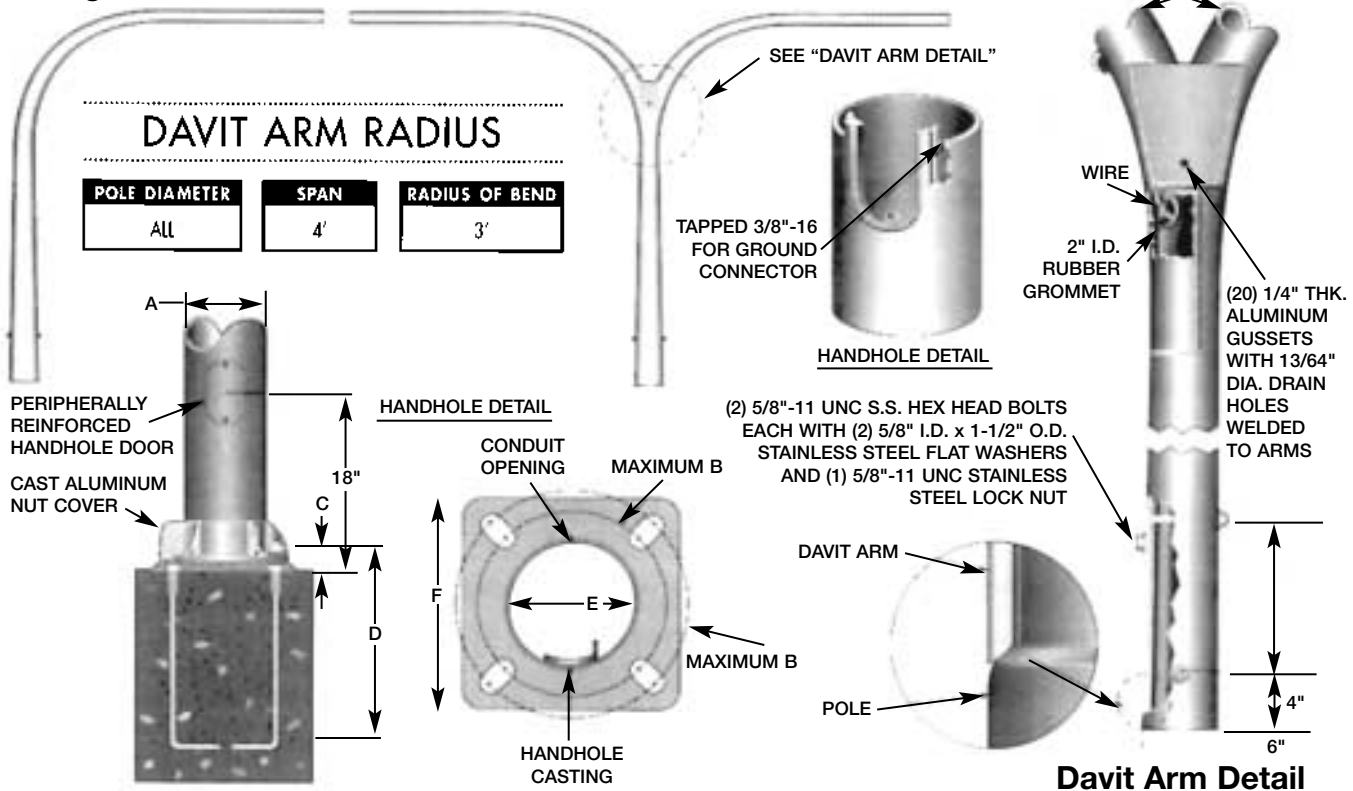 SEE “DAVIT ARM DETAIL”
DAVIT ARM RADIUS
POLE DIAMETER
SPAN
RADIUS OF BEND
ALL
4'
3'
TAPPED 3/8"-16
FOR GROUND
CONNECTOR
HANDHOLE DETAIL
WIRE
2" I.D.
RUBBER
GROMMET
(20) 1/4" THK.
ALUMINUM
GUSSETS
WITH 13/64"
DIA. DRAIN
HOLES
WELDED
TO ARMS
A
PERIPHERALLY
REINFORCED
HANDHOLE DOOR
CAST ALUMINUM
NUT COVER
18"
C
D
HANDHOLE DETAIL
CONDUIT
OPENING
MAXIMUM B
F
E
MAXIMUM B
HANDHOLE
CASTING
(2) 5/8"-11 UNC S.S. HEX HEAD BOLTS
EACH WITH (2) 5/8" I.D. x 1-1/2" O.D.
STAINLESS STEEL FLAT WASHERS
AND (1) 5/8"-11 UNC STAINLESS
STEEL LOCK NUT
DAVIT ARM
POLE
4"
6"
Davit Arm Detail